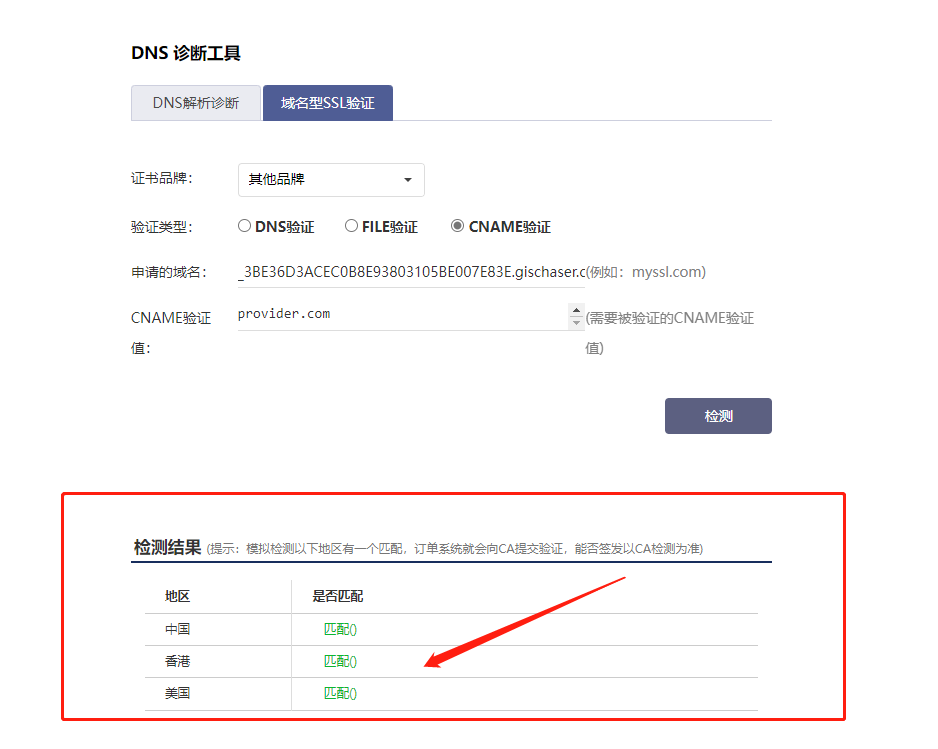 DNS 诊断工具
DNS解析诊断 域名型SSL验证
证书品牌： 其他品牌
验证类型： DNS验证 FILE验证 CNAME验证
申请的域名： _3BE36D3ACEC0B8E93803105BE007E83E.gischaser.c(例如：myssl.com)
CNAME验证值： provider.com (需要被验证的CNAME验证值)
检测
检测结果 (提示：模拟检测以下地区有一个匹配，订单系统就会向CA提交验证，能否签发以CA检测为准)
地区 是否匹配
中国 匹配()
香港 匹配()
美国 匹配()